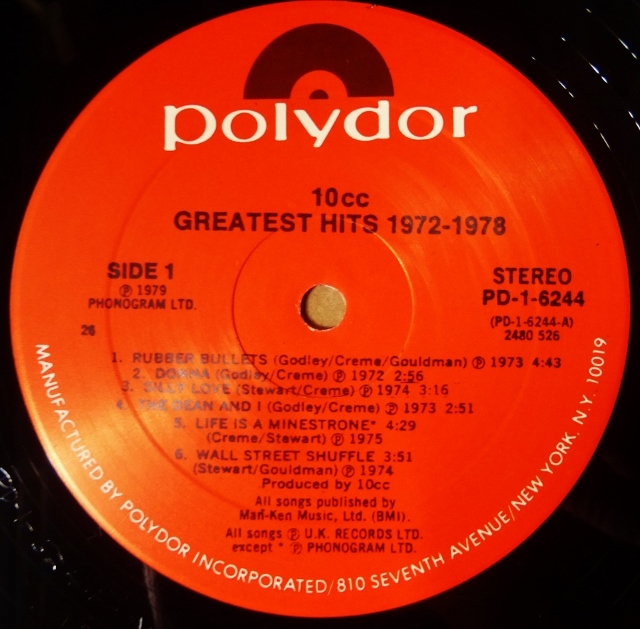 polydor
10cc
GREATEST HITS 1972-1978
SIDE 1
℗ 1979
PHONOGRAM LTD.
26
STEREO
PD-1-6244
(PD-1-6244-A)
2480 526
1. RUBBER BULLETS (Godley/Creme/Gouldman) ℗ 1973 4:43
2. DONNA (Godley/Creme) ℗ 1972 2:56
3. SILLY LOVE (Stewart/Creme) ℗ 1974 3:16
4. THE DEAN AND I (Godley/Creme) ℗ 1973 2:51
5. LIFE IS A MINESTRONE* 4:29
(Creme/Stewart) ℗ 1975
6. WALL STREET SHUFFLE 3:51
(Stewart/Gouldman) ℗ 1974
Produced by 10cc
All songs published by
Man-Ken Music, Ltd. (BMI).
All songs ℗ U.K. RECORDS LTD.
except * ℗ PHONOGRAM LTD.
MANUFACTURED BY POLYDOR INCORPORATED/810 SEVENTH AVENUE/NEW YORK. N.Y. 10019